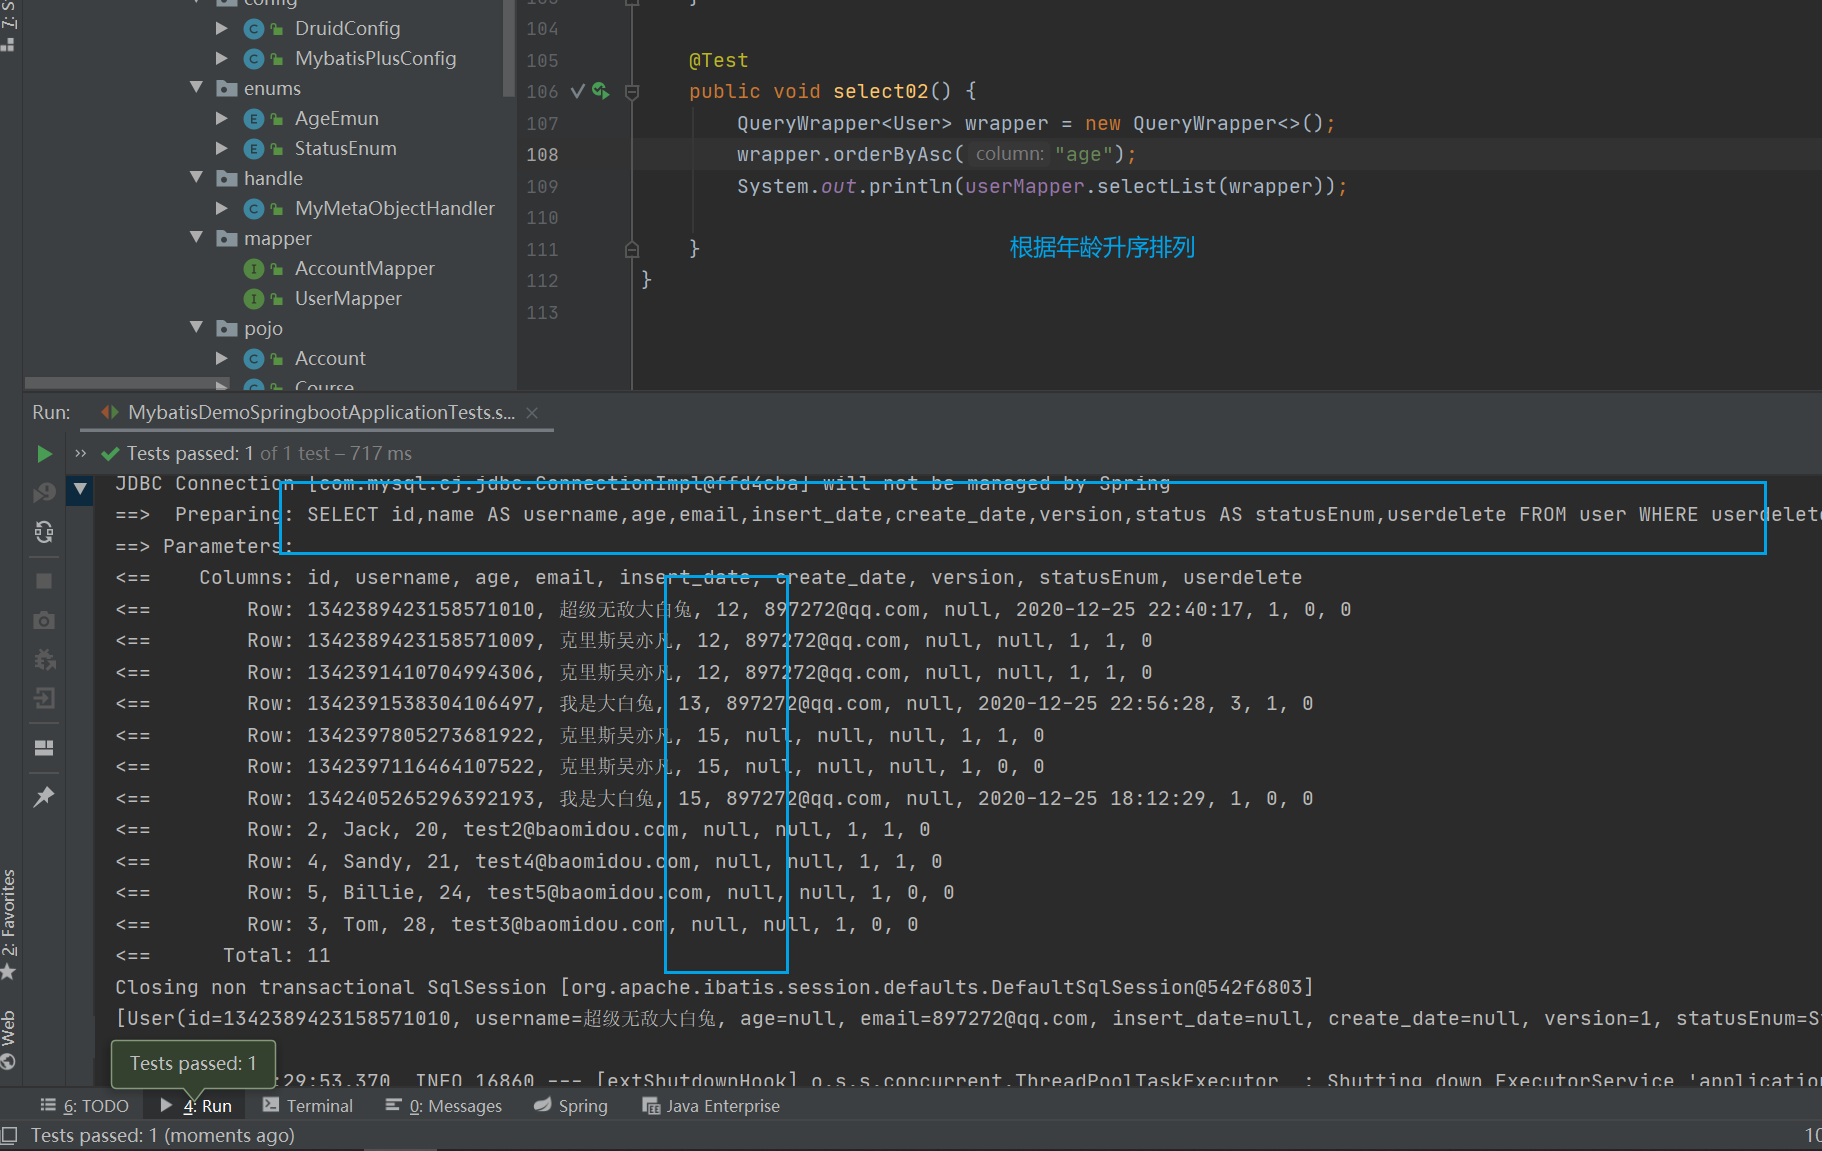 config
DruidConfig
MybatisPlusConfig
enums
AgeEmun
StatusEnum
handle
MyMetaObjectHandler
mapper
AccountMapper
UserMapper
pojo
Account
Course
104
105 @Test
106 public void select02() {
107 QueryWrapper<User> wrapper = new QueryWrapper<>();
108 wrapper.orderByAsc( column: "age");
109 System.out.println(userMapper.selectList(wrapper));
110
111 }
根据年龄升序排列
112 }
113
Run: MybatisDemoSpringbootApplicationTests.s...
Tests passed: 1 of 1 test – 717 ms
JDBC Connection [com.mysql.cj.jdbc.ConnectionImpl@ffd4cba] will not be managed by Spring
==>  Preparing: SELECT id,name AS username,age,email,insert_date,create_date,version,status AS statusEnum,userdelete FROM user WHERE userdelete
==> Parameters:
<==    Columns: id, username, age, email, insert_date, create_date, version, statusEnum, userdelete
<==        Row: 1342389423158571010, 超级无敌大白兔, 12, 897272@qq.com, null, 2020-12-25 22:40:17, 1, 0, 0
<==        Row: 1342389423158571009, 克里斯吴亦凡, 12, 897272@qq.com, null, null, 1, 1, 0
<==        Row: 1342391410704994306, 克里斯吴亦凡, 12, 897272@qq.com, null, null, 1, 1, 0
<==        Row: 1342391538304106497, 我是大白兔, 13, 897272@qq.com, null, 2020-12-25 22:56:28, 3, 1, 0
<==        Row: 1342397805273681922, 克里斯吴亦凡, 15, null, null, null, 1, 1, 0
<==        Row: 1342397116464107522, 克里斯吴亦凡, 15, null, null, null, 1, 0, 0
<==        Row: 1342405265296392193, 我是大白兔, 15, 897272@qq.com, null, 2020-12-25 18:12:29, 1, 0, 0
<==        Row: 2, Jack, 20, test2@baomidou.com, null, null, 1, 1, 0
<==        Row: 4, Sandy, 21, test4@baomidou.com, null, null, 1, 1, 0
<==        Row: 5, Billie, 24, test5@baomidou.com, null, null, 1, 0, 0
<==        Row: 3, Tom, 28, test3@baomidou.com, null, null, 1, 0, 0
<==      Total: 11
Closing non transactional SqlSession [org.apache.ibatis.session.defaults.DefaultSqlSession@542f6803]
[User(id=1342389423158571010, username=超级无敌大白兔, age=null, email=897272@qq.com, insert_date=null, create_date=null, version=1, statusEnum=S
Tests passed: 1
:29:53.370  INFO 16860 --- [extShutdownHook] o.s.s.concurrent.ThreadPoolTaskExecutor  : Shutting down ExecutorService 'application
2: Favorites
Web
6: TODO
4: Run
Terminal
0: Messages
Spring
Java Enterprise
Tests passed: 1 (moments ago)